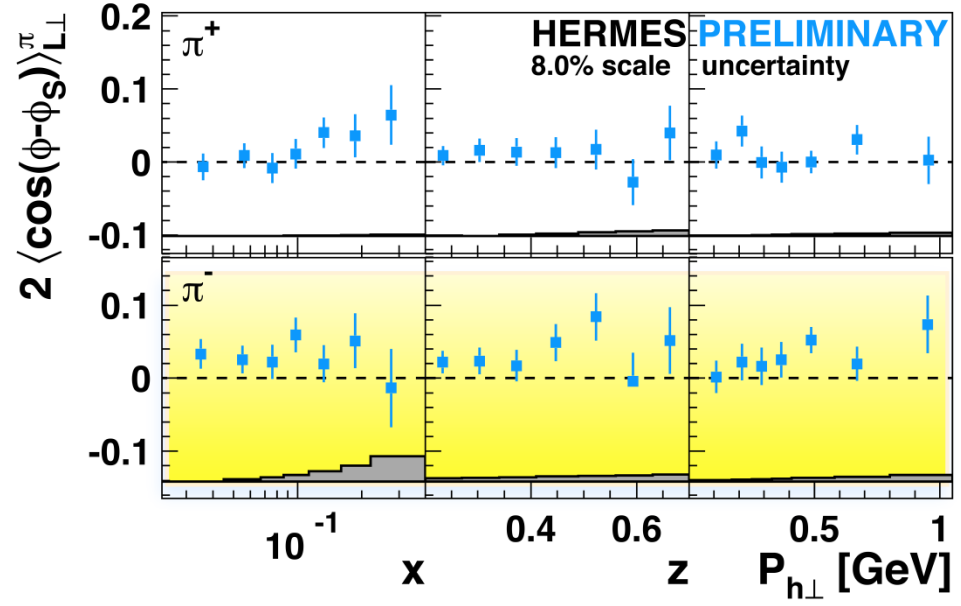 2 ⟨cos(ϕ-ϕS)⟩πL⊥
0.2
0.1
0
-0.1
π+
HERMES PRELIMINARY
8.0% scale uncertainty
0.1
0
-0.1
π-
10-1
0.4 0.6
0.5 1
x
z
Ph⊥ [GeV]